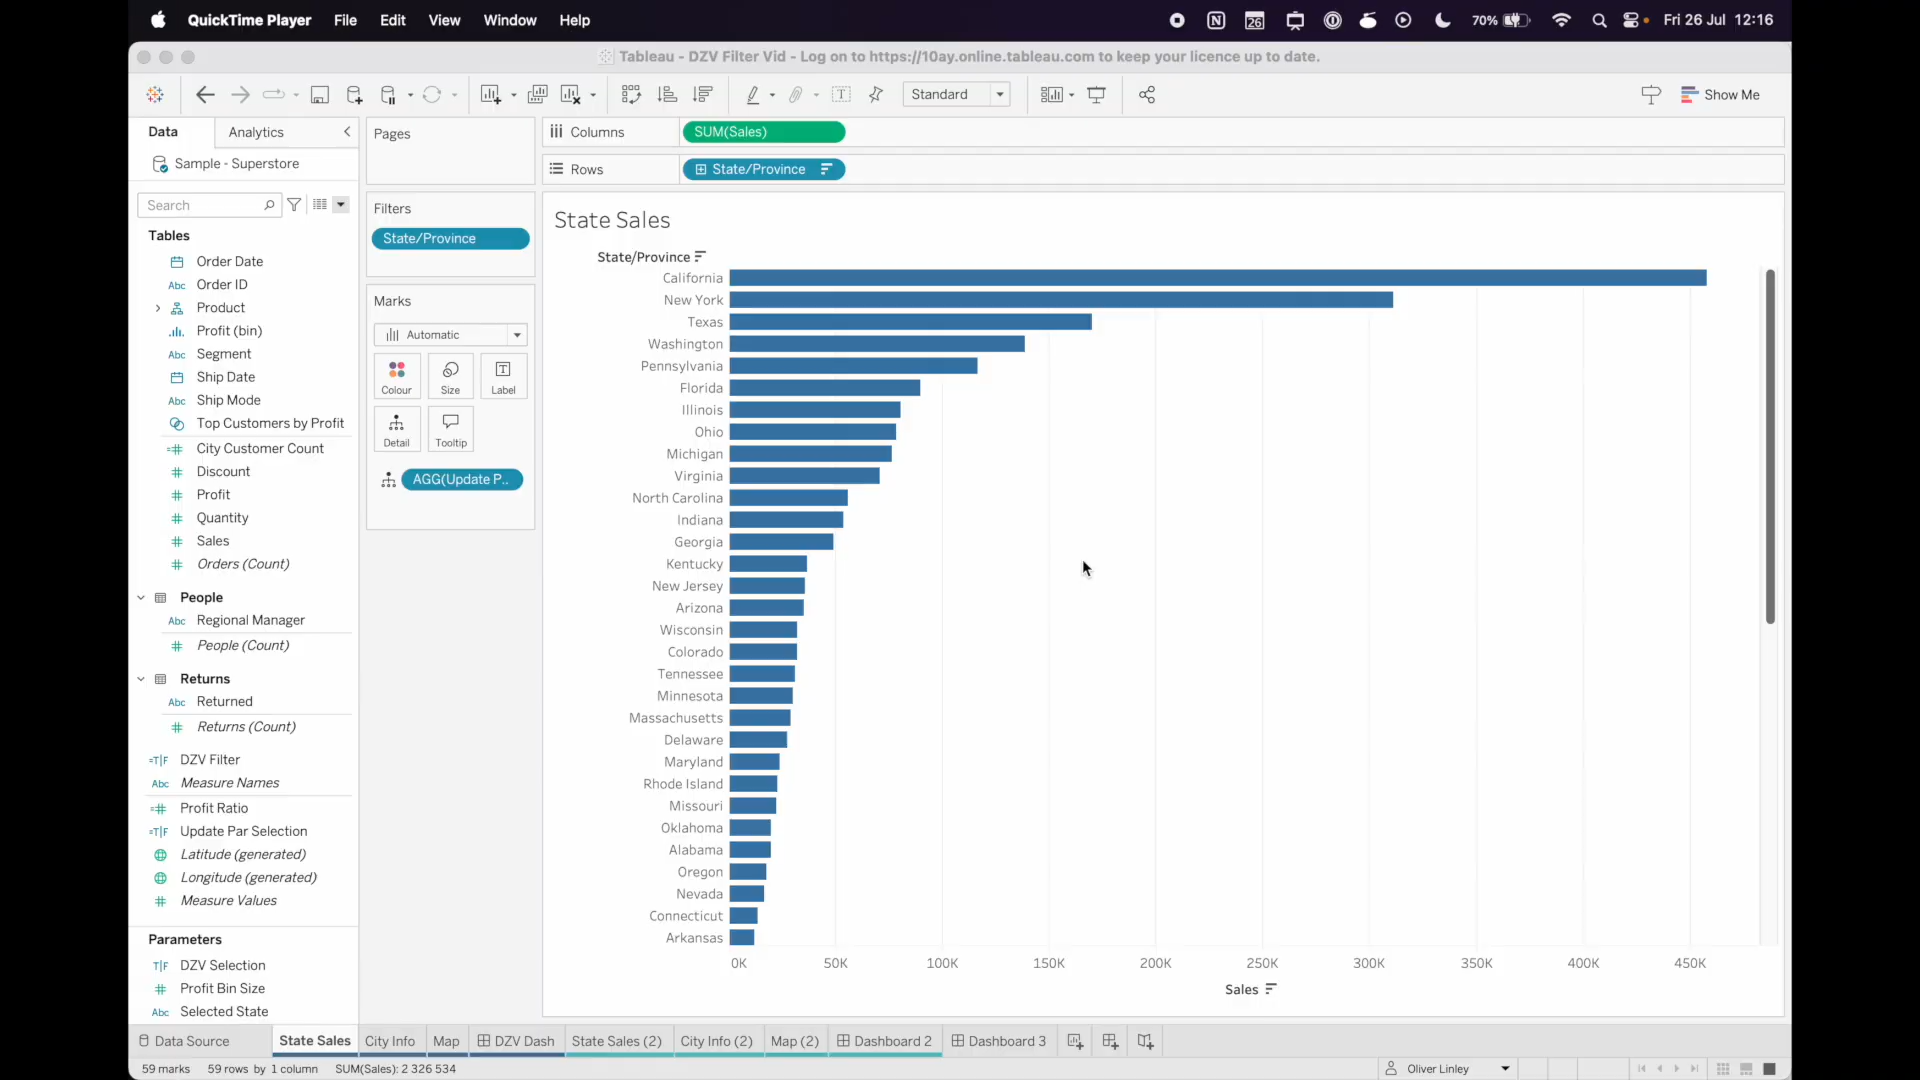 QuickTime Player File Edit View Window Help 26 70% Fri 26 Jul 12:16
Tableau - DZV Filter Vid - Log on to https://10ay.online.tableau.com to keep your licence up to date.
Standard Show Me
Data Analytics
Sample - Superstore
Search
Tables
Order Date
Abc Order ID
Product
Profit (bin)
Abc Segment
Ship Date
Abc Ship Mode
Top Customers by Profit
=# City Customer Count
# Discount
# Profit
# Quantity
# Sales
# Orders (Count)
People
Abc Regional Manager
# People (Count)
Returns
Abc Returned
# Returns (Count)
=T|F DZV Filter
Abc Measure Names
=# Profit Ratio
=T|F Update Par Selection
Latitude (generated)
Longitude (generated)
# Measure Values
Parameters
T|F DZV Selection
# Profit Bin Size
Abc Selected State
Pages
Filters
State/Province
Marks
Automatic
Colour Size Label
Detail Tooltip
AGG(Update P..
Columns SUM(Sales)
Rows State/Province
State Sales
State/Province
California
New York
Texas
Washington
Pennsylvania
Florida
Illinois
Ohio
Michigan
Virginia
North Carolina
Indiana
Georgia
Kentucky
New Jersey
Arizona
Wisconsin
Colorado
Tennessee
Minnesota
Massachusetts
Delaware
Maryland
Rhode Island
Missouri
Oklahoma
Alabama
Oregon
Nevada
Connecticut
Arkansas
0K 50K 100K 150K 200K 250K 300K 350K 400K 450K
Sales
Data Source State Sales City Info Map DZV Dash State Sales (2) City Info (2) Map (2) Dashboard 2 Dashboard 3
59 marks 59 rows by 1 column SUM(Sales): 2 326 534 Oliver Linley